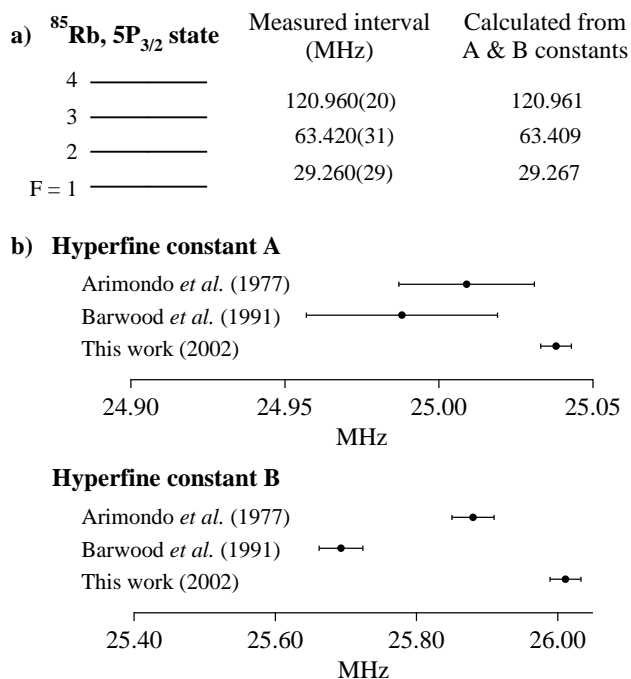 a) ⁸⁵Rb, 5P₃/₂ state
Measured interval (MHz)
Calculated from A & B constants
4
120.960(20) 120.961
3
63.420(31) 63.409
2
29.260(29) 29.267
F = 1
b) Hyperfine constant A
Arimondo et al. (1977)
Barwood et al. (1991)
This work (2002)
24.90 24.95 25.00 25.05
MHz
Hyperfine constant B
Arimondo et al. (1977)
Barwood et al. (1991)
This work (2002)
25.40 25.60 25.80 26.00
MHz